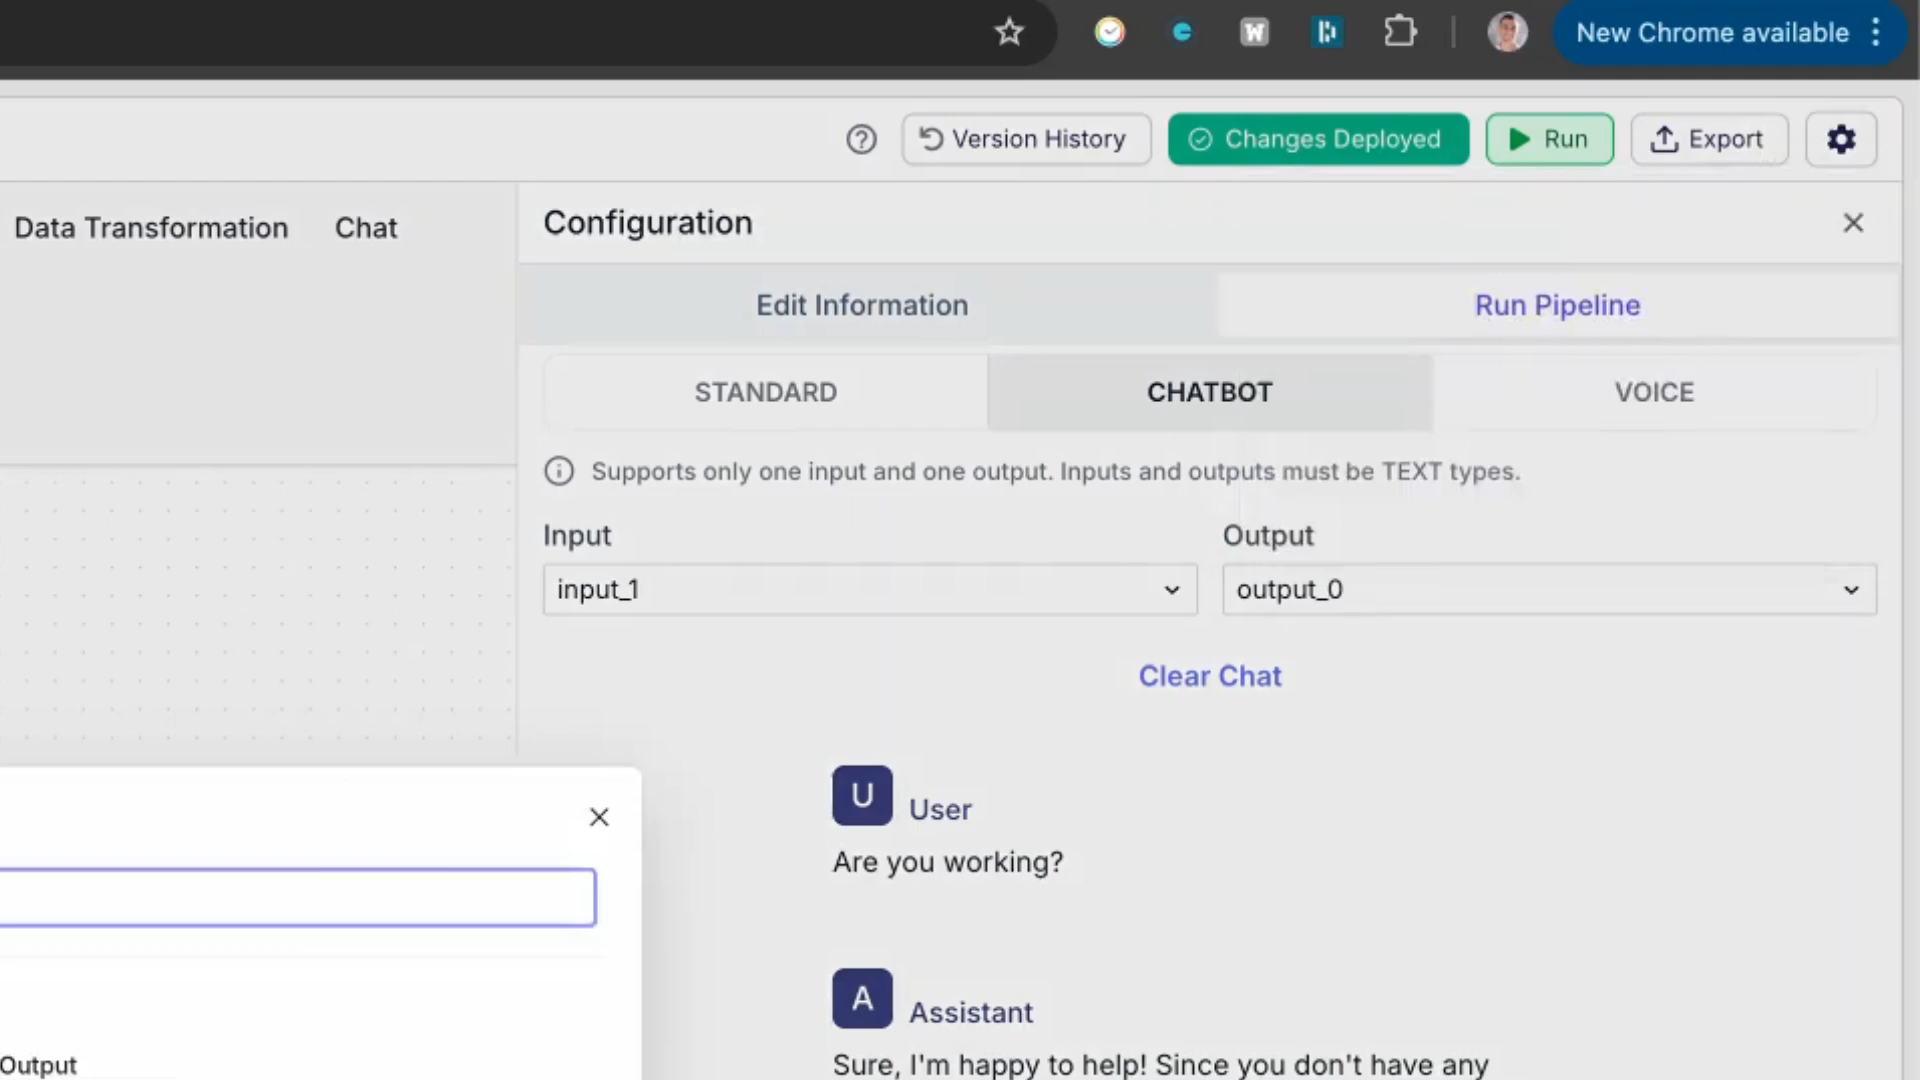 New Chrome available
Version History
Changes Deployed
Run
Export
Data Transformation
Chat
Configuration
Edit Information
Run Pipeline
STANDARD
CHATBOT
VOICE
Supports only one input and one output. Inputs and outputs must be TEXT types.
Input
Output
input_1
output_0
Clear Chat
U User
Are you working?
A Assistant
Sure, I'm happy to help! Since you don't have any
Output